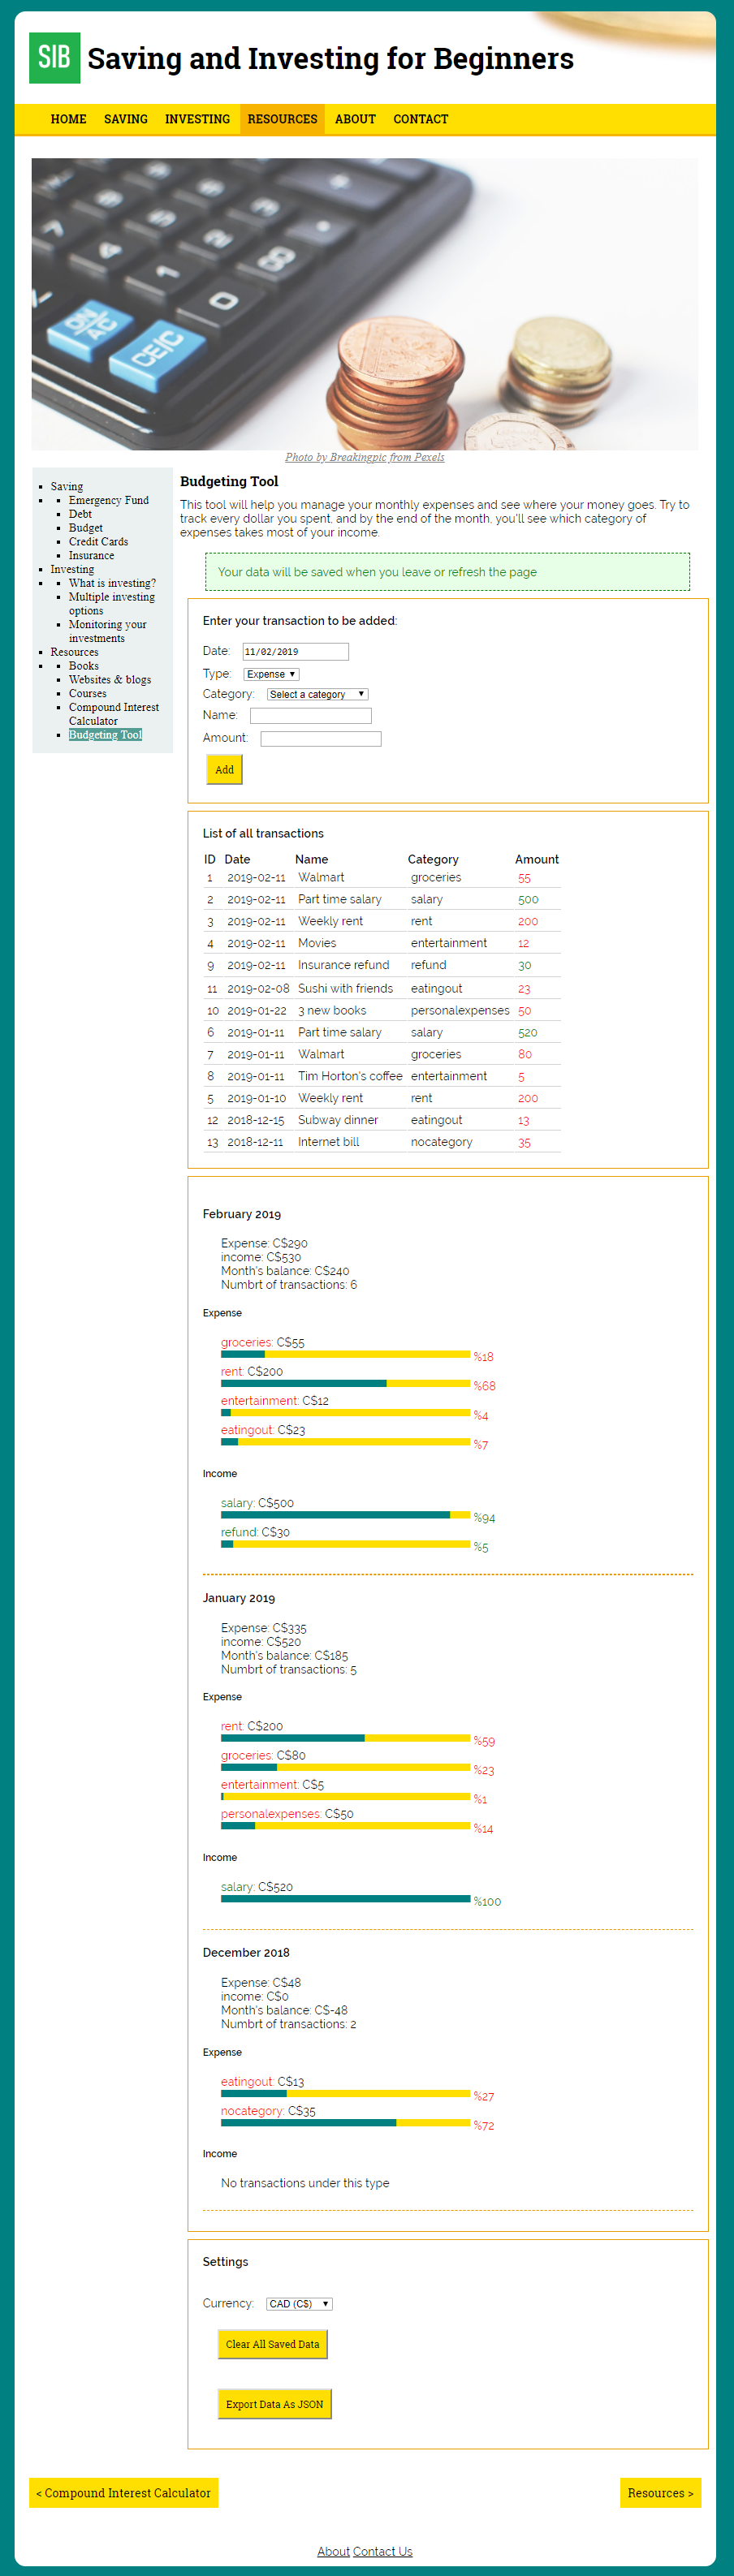 SIB Saving and Investing for Beginners
HOME SAVING INVESTING RESOURCES ABOUT CONTACT
0
8
0
ON/AC
CE/C
Photo by Breakingpic from Pexels
Saving
Emergency Fund
Debt
Budget
Credit Cards
Insurance
Investing
What is investing?
Multiple investing
options
Monitoring your
investments
Resources
Books
Websites & blogs
Courses
Compound Interest
Calculator
Budgeting Tool
Budgeting Tool
This tool will help you manage your monthly expenses and see where your money goes. Try to
track every dollar you spent, and by the end of the month, you'll see which category of
expenses takes most of your income.
Your data will be saved when you leave or refresh the page
Enter your transaction to be added:
Date: 11/02/2019
Type: Expense
Category: Select a category
Name:
Amount:
Add
List of all transactions
ID Date Name Category Amount
1 2019-02-11 Walmart groceries 55
2 2019-02-11 Part time salary salary 500
3 2019-02-11 Weekly rent rent 200
4 2019-02-11 Movies entertainment 12
9 2019-02-11 Insurance refund refund 30
11 2019-02-08 Sushi with friends eatingout 23
10 2019-01-22 3 new books personalexpenses 50
6 2019-01-11 Part time salary salary 520
7 2019-01-11 Walmart groceries 80
8 2019-01-11 Tim Horton's coffee entertainment 5
5 2019-01-10 Weekly rent rent 200
12 2018-12-15 Subway dinner eatingout 13
13 2018-12-11 Internet bill nocategory 35
February 2019
Expense: C$290
income: C$530
Month's balance: C$240
Numbrt of transactions: 6
Expense
groceries: C$55
%18
rent: C$200
%68
entertainment: C$12
%4
eatingout: C$23
%7
Income
salary: C$500
%94
refund: C$30
%5
January 2019
Expense: C$335
income: C$520
Month's balance: C$185
Numbrt of transactions: 5
Expense
rent: C$200
%59
groceries: C$80
%23
entertainment: C$5
%1
personalexpenses: C$50
%14
Income
salary: C$520
%100
December 2018
Expense: C$48
income: C$0
Month's balance: C$-48
Numbrt of transactions: 2
Expense
eatingout: C$13
%27
nocategory: C$35
%72
Income
No transactions under this type
Settings
Currency: CAD (C$)
Clear All Saved Data
Export Data As JSON
< Compound Interest Calculator
Resources >
About Contact Us